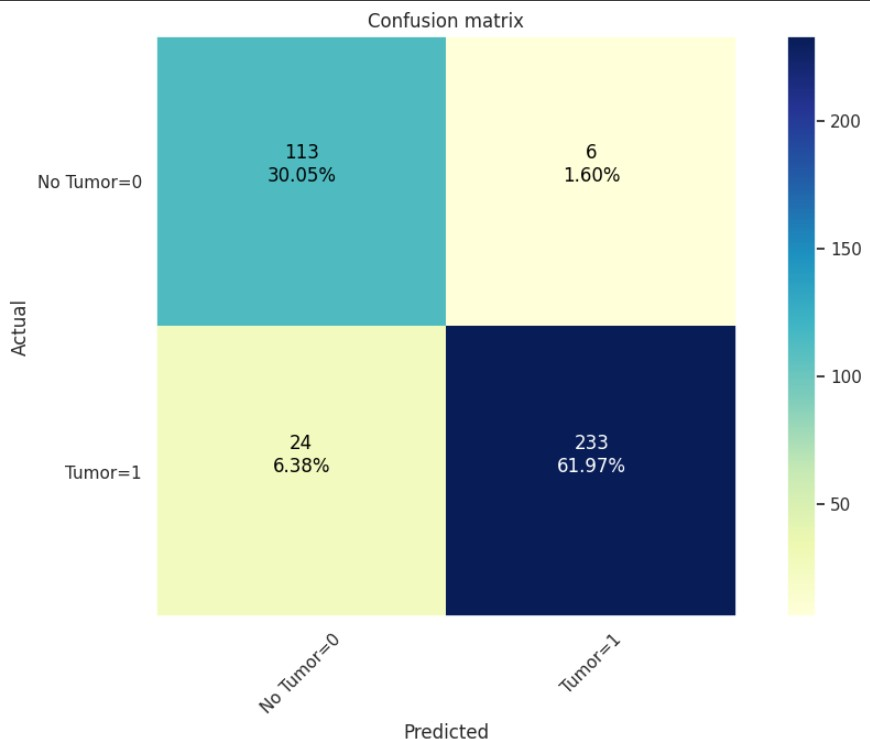 Confusion matrix
113
30.05%
6
1.60%
No Tumor=0
24
6.38%
233
61.97%
Tumor=1
Actual
No Tumor=0
Tumor=1
Predicted
200
150
100
50